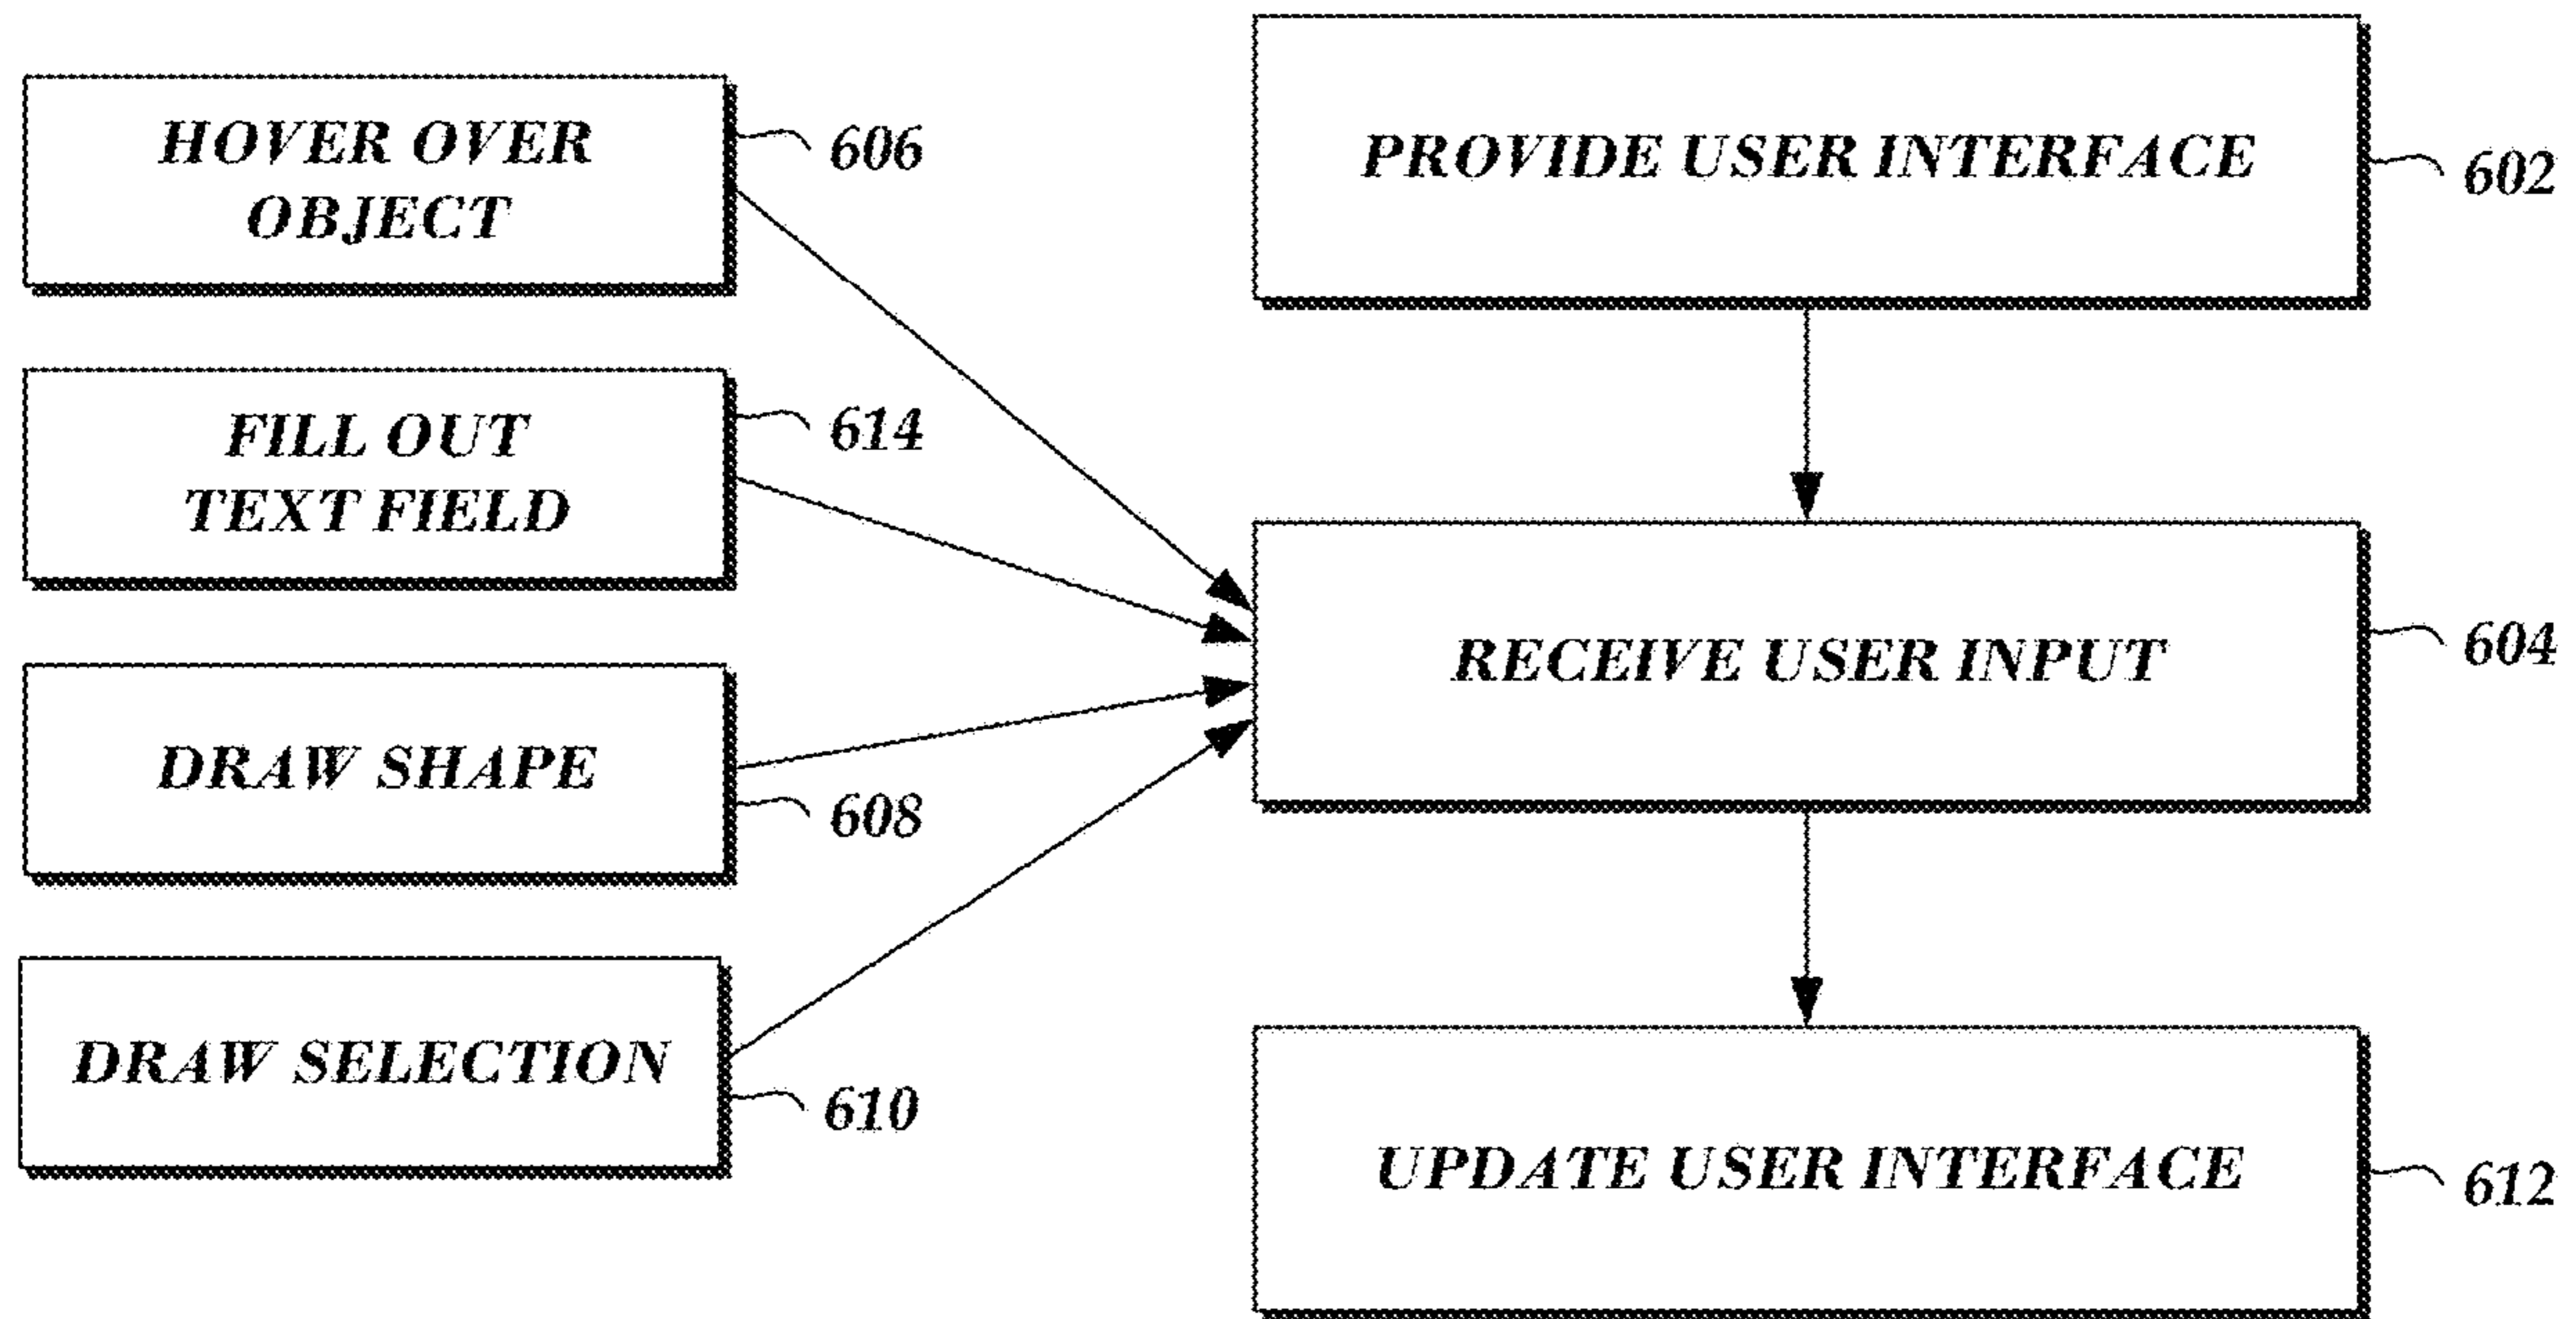 HOVER OVER
OBJECT
606
FILL OUT
TEXT FIELD
614
DRAW SHAPE
608
DRAW SELECTION
610
PROVIDE USER INTERFACE
602
RECEIVE USER INPUT
604
UPDATE USER INTERFACE
612